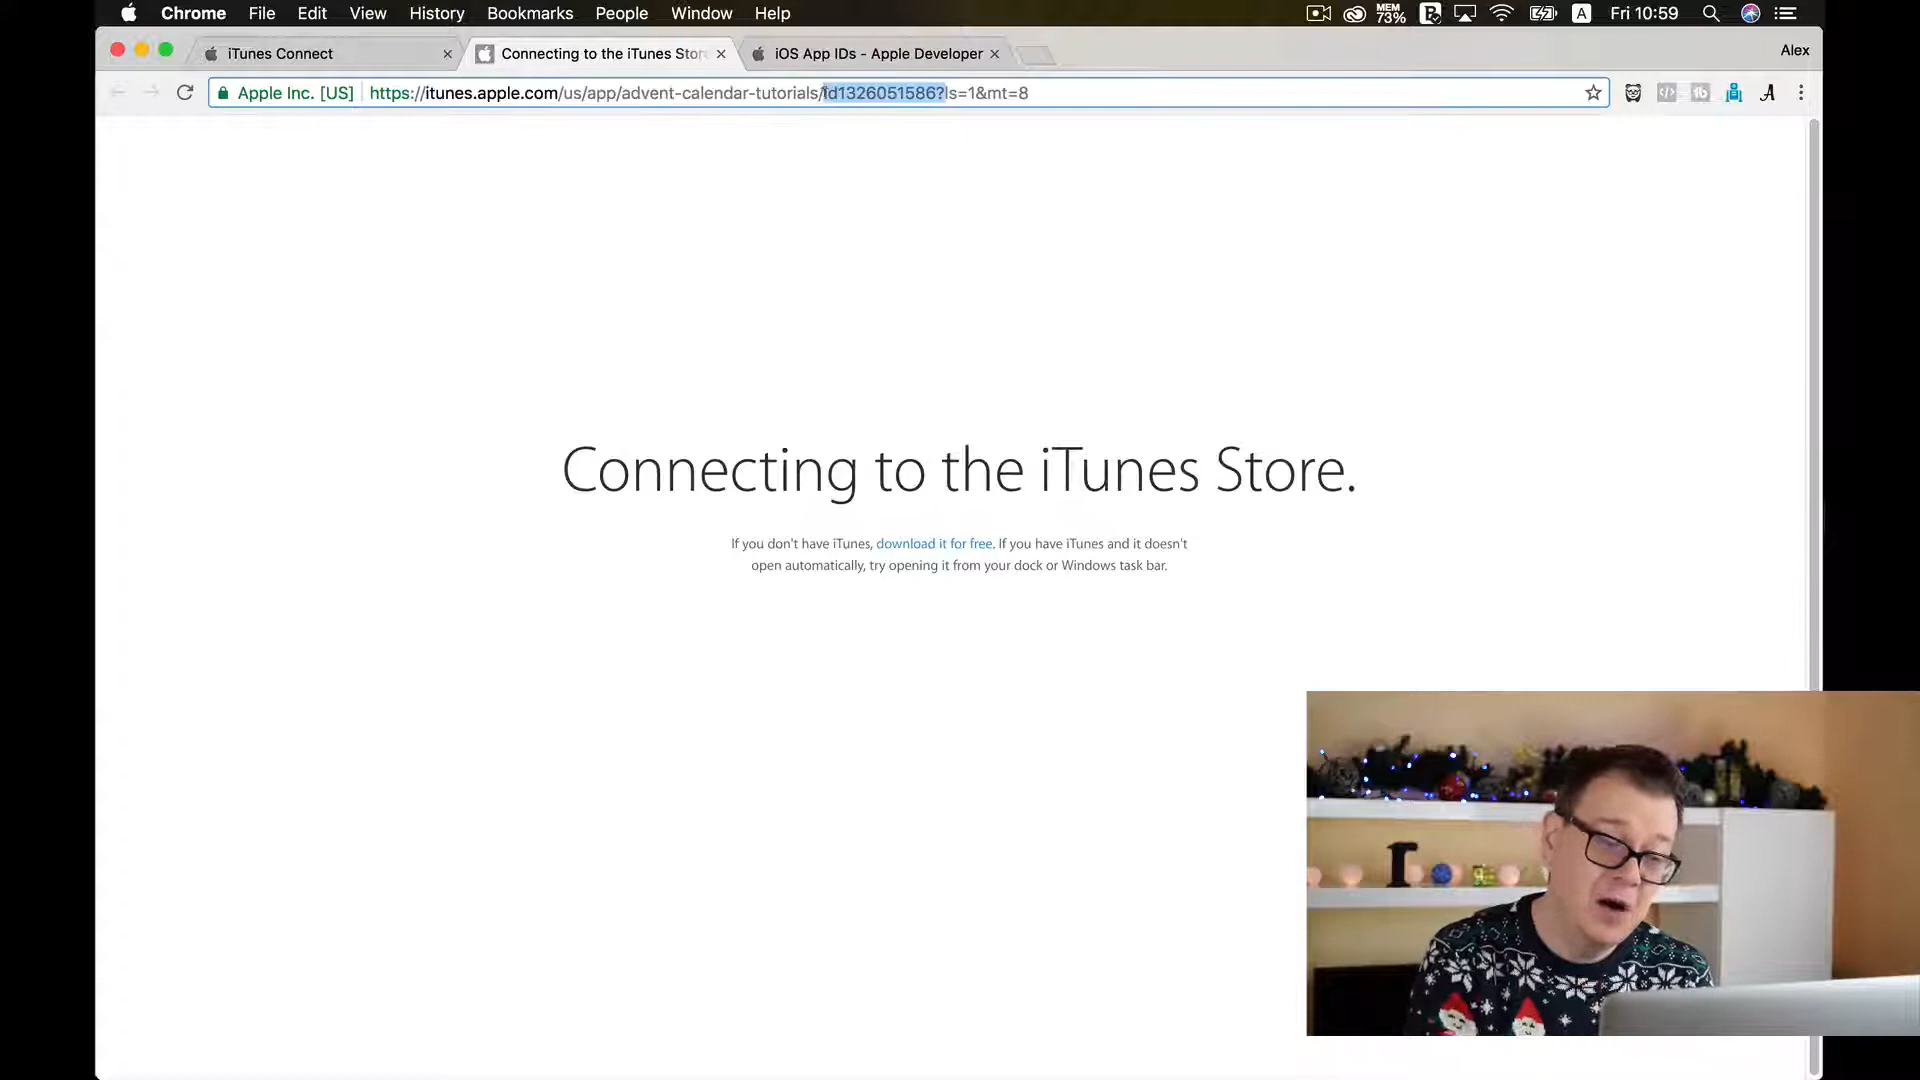 Chrome File Edit View History Bookmarks People Window Help MEM 73% A Fri 10:59
iTunes Connect Connecting to the iTunes Stor iOS App IDs - Apple Developer Alex
Apple Inc. [US] https://itunes.apple.com/us/app/advent-calendar-tutorials/id1326051586?ls=1&mt=8
Connecting to the iTunes Store.
If you don't have iTunes, download it for free. If you have iTunes and it doesn't
open automatically, try opening it from your dock or Windows task bar.